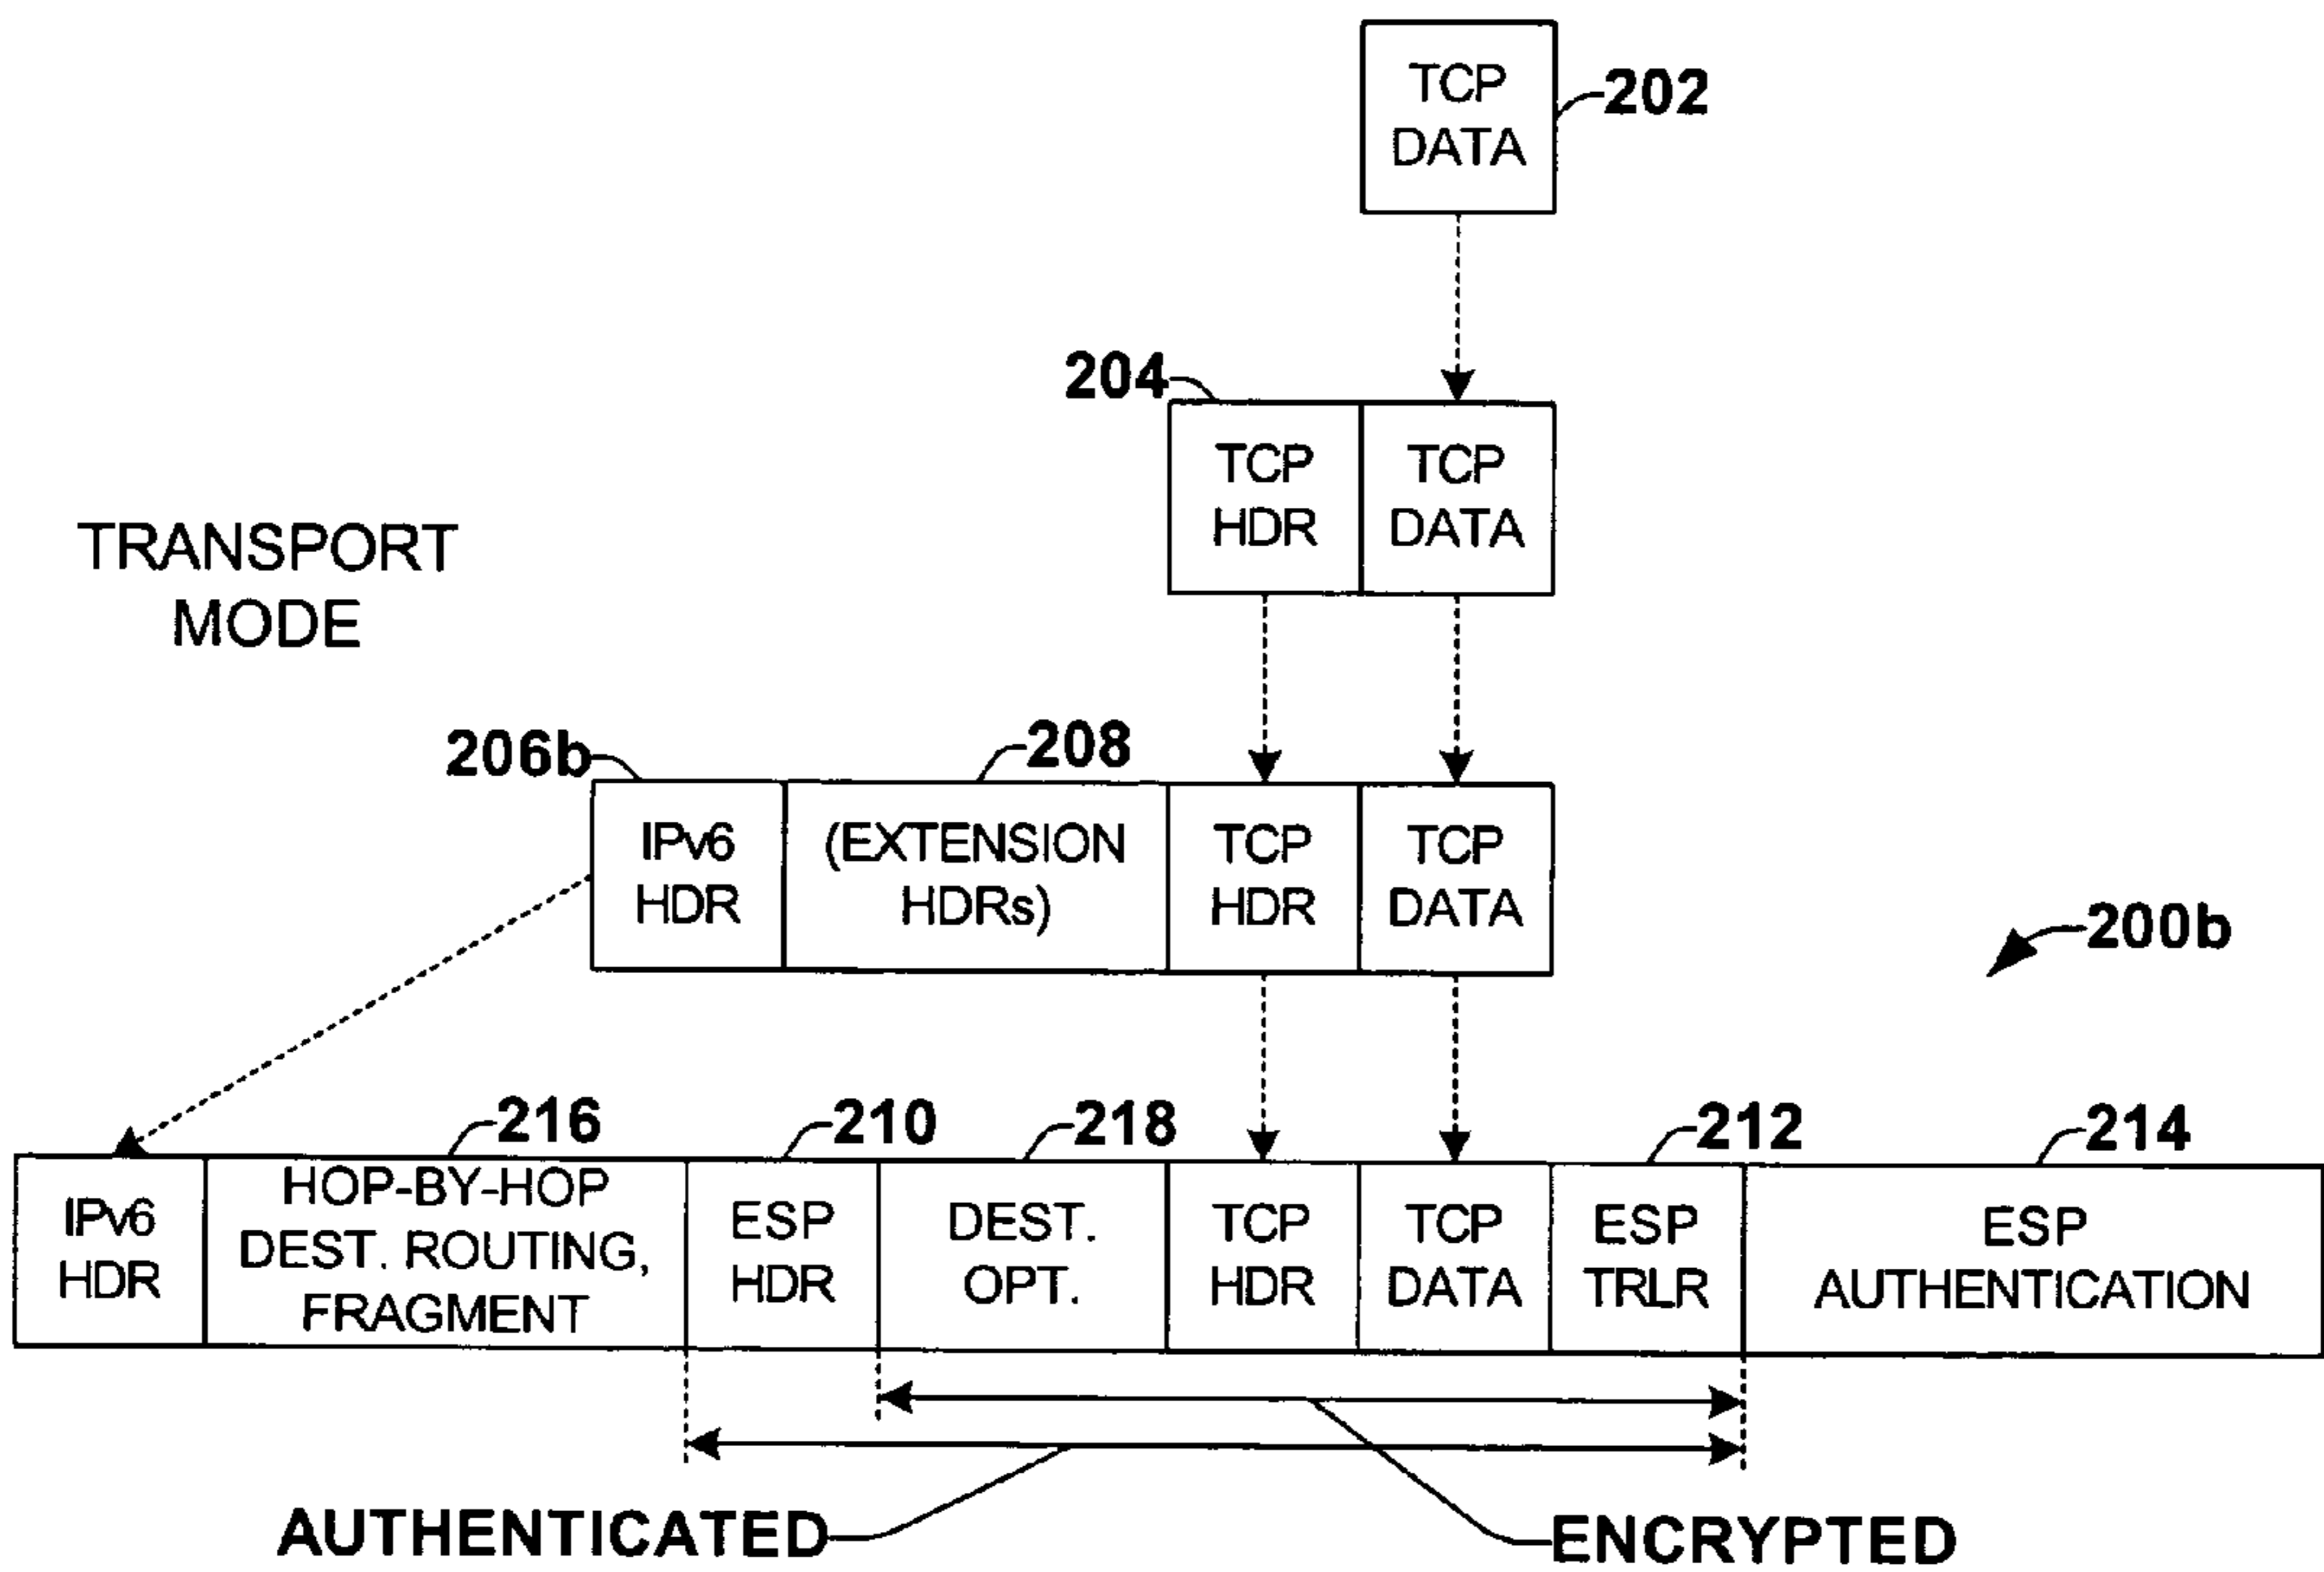 TCP
DATA
202
204
TCP
HDR
TCP
DATA
TRANSPORT
MODE
206b
208
IPv6
HDR
(EXTENSION
HDRs)
TCP
HDR
TCP
DATA
200b
216
210
218
212
214
IPv6
HDR
HOP-BY-HOP
DEST. ROUTING,
FRAGMENT
ESP
HDR
DEST.
OPT.
TCP
HDR
TCP
DATA
ESP
TRLR
ESP
AUTHENTICATION
AUTHENTICATED
ENCRYPTED